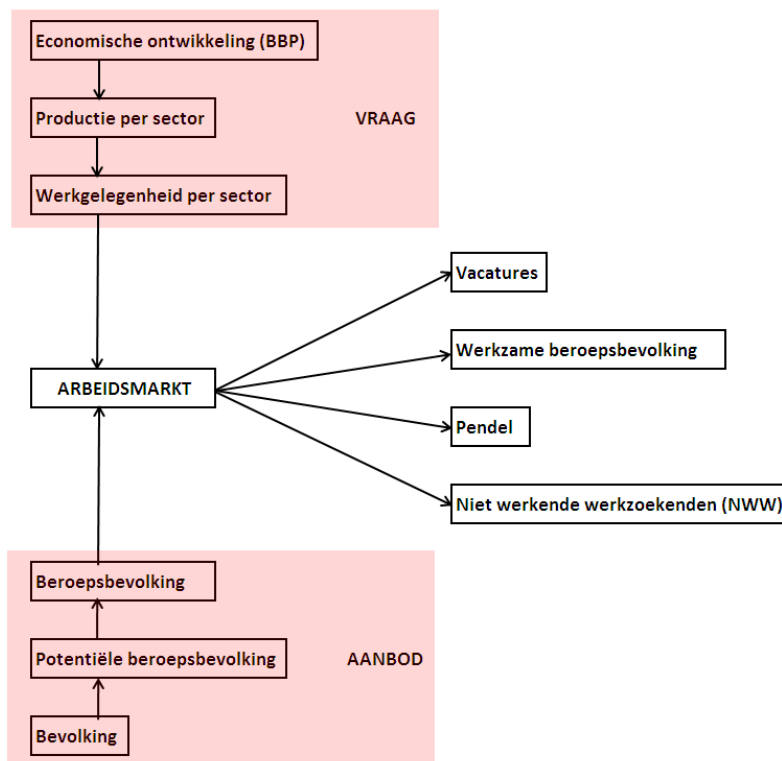 Economische ontwikkeling (BBP)
Productie per sector
VRAAG
Werkgelegenheid per sector
Vacatures
Werkzame beroepsbevolking
ARBEIDSMARKT
Pendel
Niet werkende werkzoekenden (NWW)
Beroepsbevolking
Potentiële beroepsbevolking
AANBOD
Bevolking